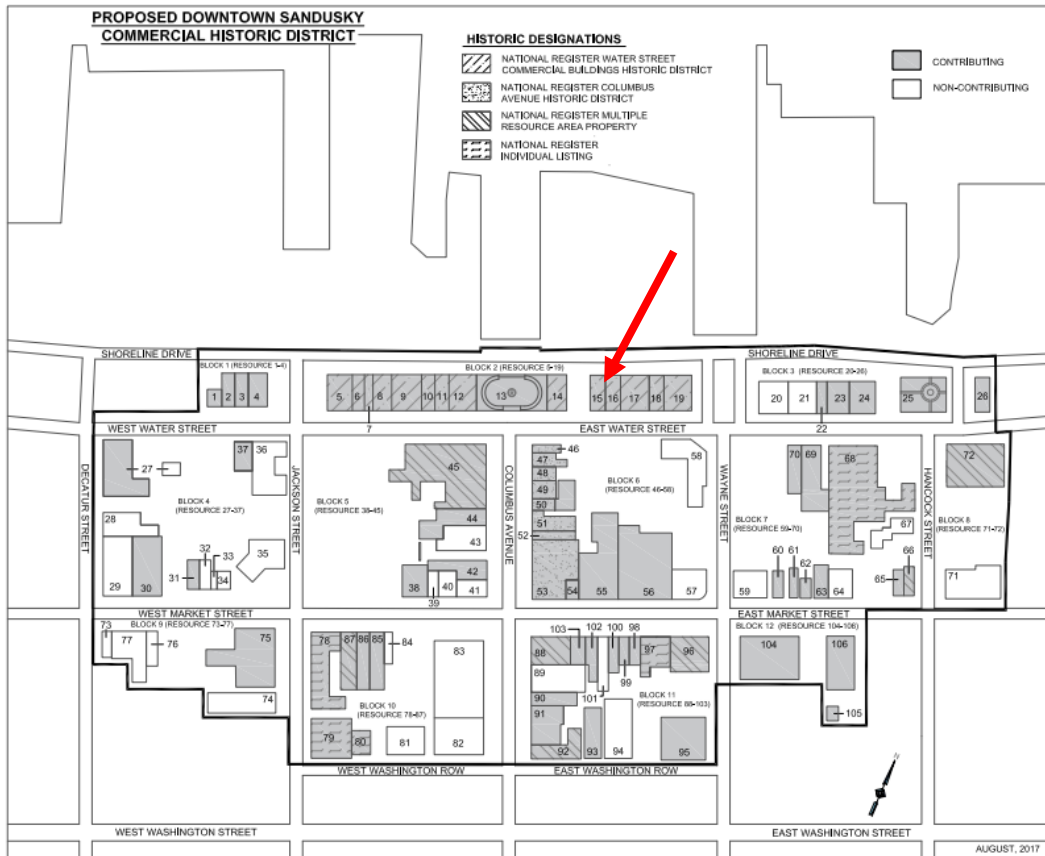 PROPOSED DOWNTOWN SANDUSKY
COMMERCIAL HISTORIC DISTRICT
HISTORIC DESIGNATIONS
NATIONAL REGISTER WATER STREET
COMMERCIAL BUILDINGS HISTORIC DISTRICT
NATIONAL REGISTER COLUMBUS
AVENUE HISTORIC DISTRICT
NATIONAL REGISTER MULTIPLE
RESOURCE AREA PROPERTY
NATIONAL REGISTER
INDIVIDUAL LISTING
CONTRIBUTING
NON-CONTRIBUTING
SHORELINE DRIVE
SHORELINE DRIVE
BLOCK 1 (RESOURCE 1-4)
BLOCK 2 (RESOURCE 5-19)
BLOCK 3 (RESOURCE 20-26)
1 2 3 4
5 6 8 9 10 11 12 13 14 15 16 17 18 19
20 21 23 24 25 26
7
22
WEST WATER STREET
EAST WATER STREET
DECATUR STREET
JACKSON STREET
COLUMBUS AVENUE
WAYNE STREET
HANCOCK STREET
27
37
36
BLOCK 4
(RESOURCE 27-37)
28
29
30
31
32
33
34
35
BLOCK 5
(RESOURCE 38-45)
45
44
43
42
38
39
40
41
46
47
48
49
50
51
52
53
54
55
56
57
58
BLOCK 6
(RESOURCE 46-58)
70
69
68
BLOCK 7
(RESOURCE 59-70)
59
60
61
62
63
64
65
66
67
72
BLOCK 8
(RESOURCE 71-72)
71
WEST MARKET STREET
EAST MARKET STREET
73
BLOCK 9 (RESOURCE 73-77)
77
76
75
74
78
87
86
85
84
83
BLOCK 10
(RESOURCE 78-87)
79
80
81
82
103
102
100
98
88
97
96
89
101
99
90
91
BLOCK 11
(RESOURCE 88-103)
92
93
94
95
BLOCK 12 (RESOURCE 104-106)
104
106
105
WEST WASHINGTON ROW
EAST WASHINGTON ROW
N
WEST WASHINGTON STREET
EAST WASHINGTON STREET
AUGUST, 2017